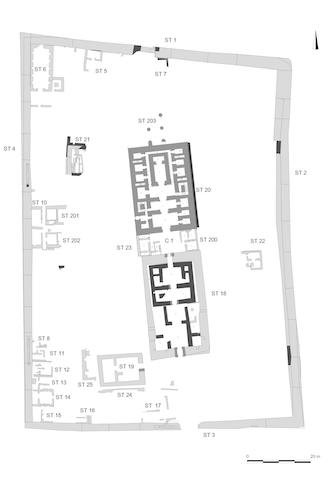 ST 1
ST 6
ST 5
ST 7
ST 203
ST 4
ST 21
ST 2
ST 20
ST 10
ST 201
ST 202
ST 23
C 1
ST 200
ST 22
ST 18
ST 8
ST 11
ST 12
ST 13
ST 14
ST 15
ST 25
ST 19
ST 24
ST 16
ST 17
ST 3
0
20 m